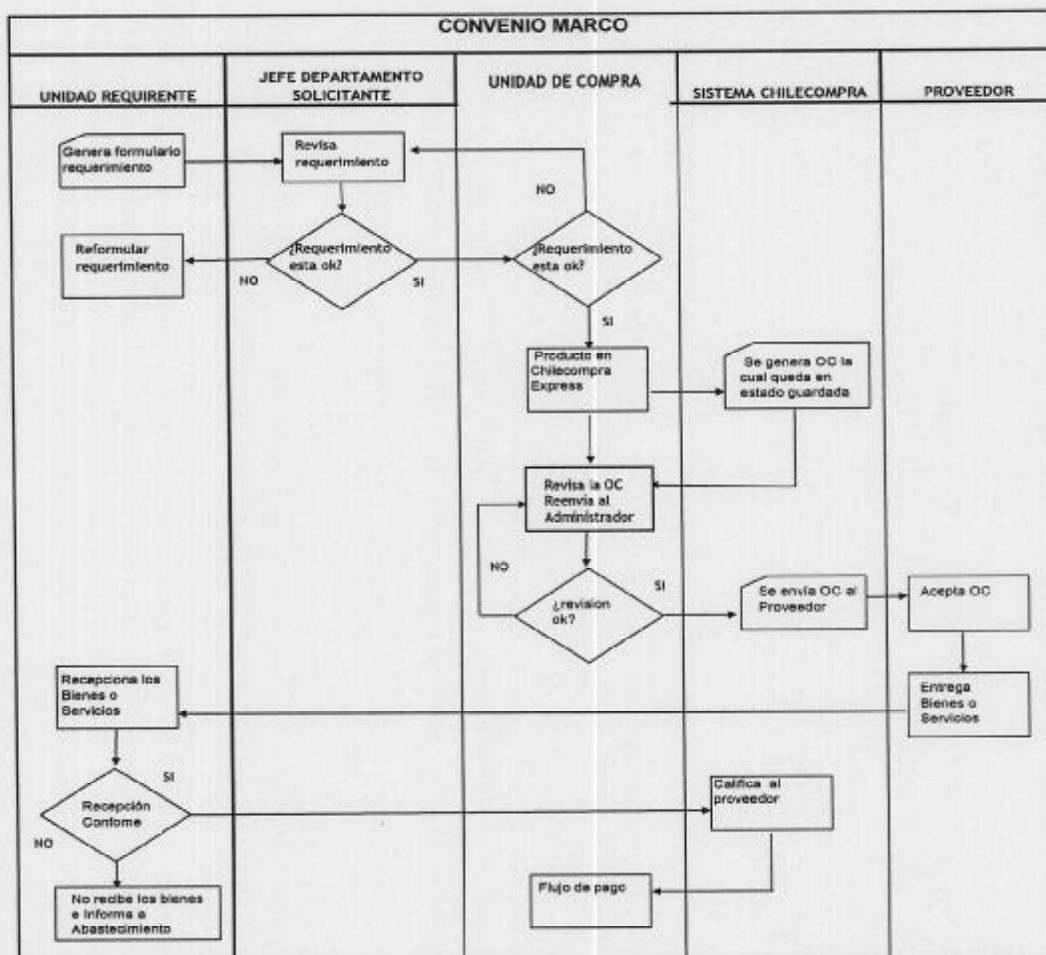 CONVENIO MARCO
UNIDAD REQUIRENTE
JEFE DEPARTAMENTO
SOLICITANTE
UNIDAD DE COMPRA
SISTEMA CHILECOMPRA
PROVEEDOR
Genera formulario
requerimiento
Revisa
requerimiento
NO
Reformular
requerimiento
NO
¿Requerimiento
esta ok?
SI
¿Requerimiento
esta ok?
SI
Producto en
Chilecompra
Express
Se genera OC la
cual queda en
estado guardada
Revisa la OC
Reenvía al
Administrador
NO
¿revision
ok?
SI
Se envía OC al
Proveedor
Acepta OC
Recepciona los
Bienes o
Servicios
Entrega
Bienes o
Servicios
SI
Recepción
Conforme
NO
Califica al
proveedor
No recibe los bienes
e informa a
Abastecimiento
Flujo de pago